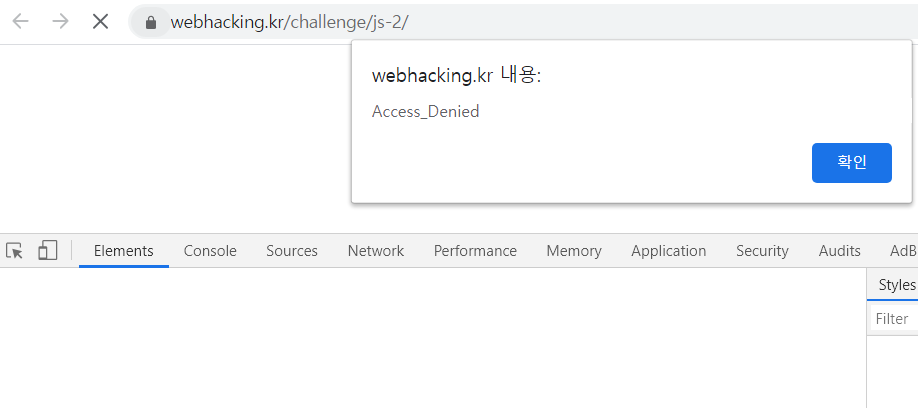 webhacking.kr/challenge/js-2/
webhacking.kr 내용:
Access_Denied
확인
Elements Console Sources Network Performance Memory Application Security Audits AdB
Styles
Filter